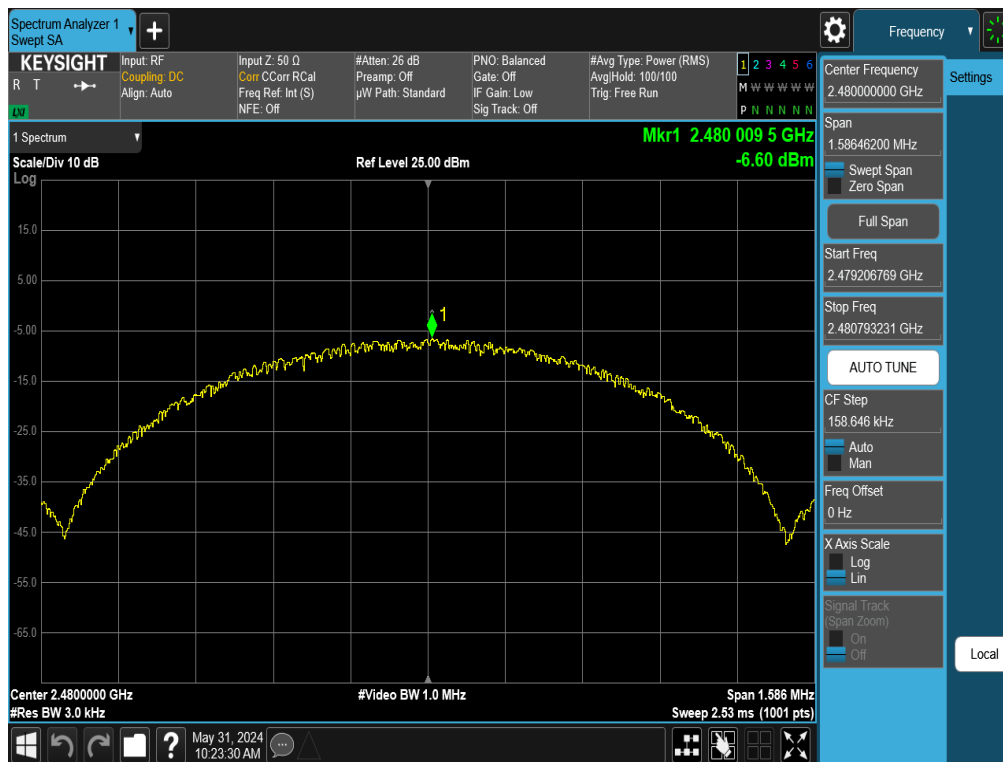 Spectrum Analyzer 1
Swept SA
+
Frequency
KEYSIGHT
R T
LXI
Input: RF
Coupling: DC
Align: Auto
Input Z: 50 Ω
Corr CCorr RCal
Freq Ref: Int (S)
NFE: Off
#Atten: 26 dB
Preamp: Off
µW Path: Standard
PNO: Balanced
Gate: Off
IF Gain: Low
Sig Track: Off
#Avg Type: Power (RMS)
Avg|Hold: 100/100
Trig: Free Run
1 2 3 4 5 6
M W W W W W
P N N N N N
1 Spectrum
Scale/Div 10 dB
Log
Ref Level 25.00 dBm
Mkr1 2.480 009 5 GHz
-6.60 dBm
15.0
5.00
-5.00
-15.0
-25.0
-35.0
-45.0
-55.0
-65.0
1
Center 2.4800000 GHz
#Res BW 3.0 kHz
#Video BW 1.0 MHz
Span 1.586 MHz
Sweep 2.53 ms (1001 pts)
Center Frequency
2.480000000 GHz
Span
1.58646200 MHz
Swept Span
Zero Span
Full Span
Start Freq
2.479206769 GHz
Stop Freq
2.480793231 GHz
AUTO TUNE
CF Step
158.646 kHz
Auto
Man
Freq Offset
0 Hz
X Axis Scale
Log
Lin
Signal Track
(Span Zoom)
On
Off
Settings
Local
?
May 31, 2024
10:23:30 AM